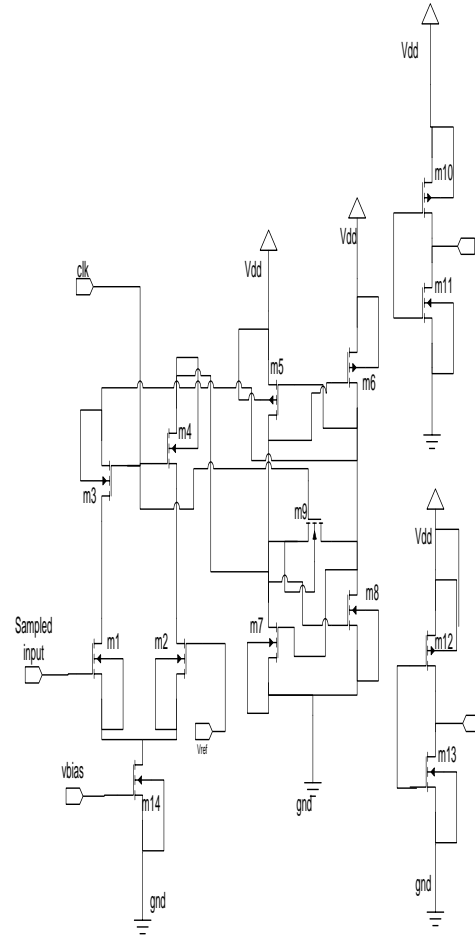 Vdd
m10
m11
clk
Vdd
Vdd
m5
m6
m4
m3
m9
m7
m8
Vdd
m12
m13
Sampled
input
m1
m2
Vref
vbias
m14
gnd
gnd
gnd